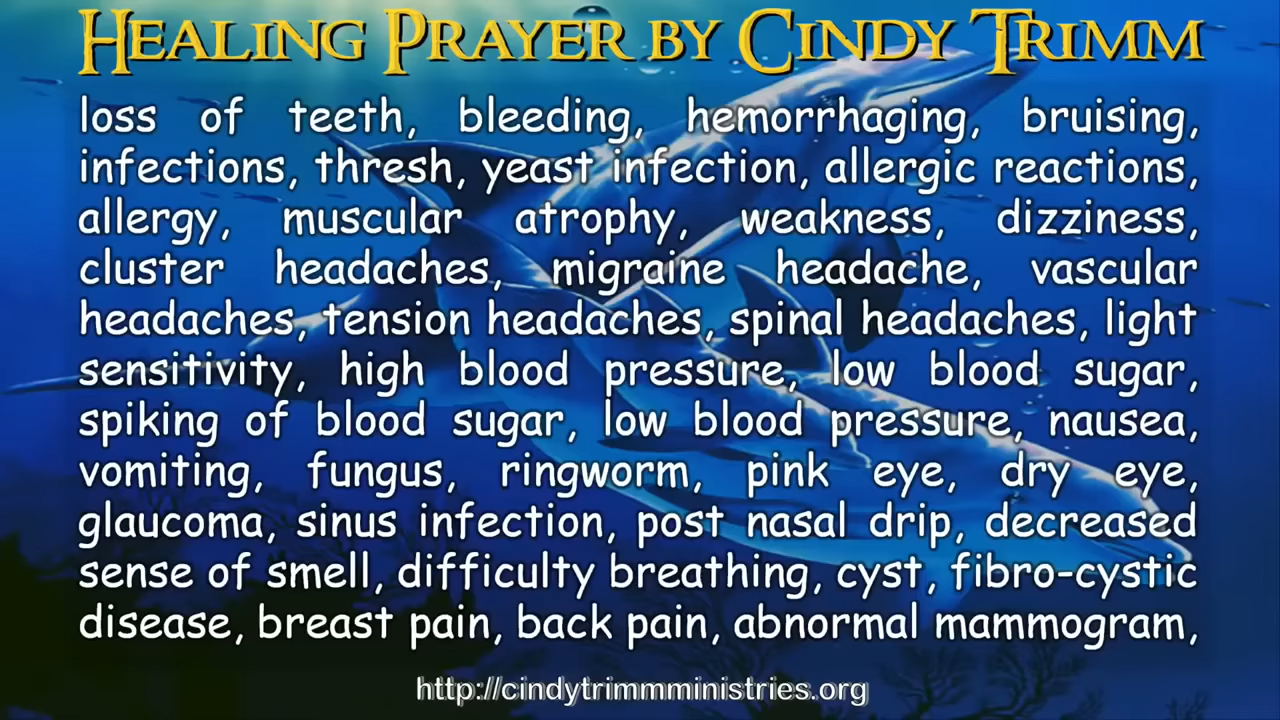 Healing Prayer by Cindy Trimm
loss of teeth, bleeding, hemorrhaging, bruising,
infections, thresh, yeast infection, allergic reactions,
allergy, muscular atrophy, weakness, dizziness,
cluster headaches, migraine headache, vascular
headaches, tension headaches, spinal headaches, light
sensitivity, high blood pressure, low blood sugar,
spiking of blood sugar, low blood pressure, nausea,
vomiting, fungus, ringworm, pink eye, dry eye,
glaucoma, sinus infection, post nasal drip, decreased
sense of smell, difficulty breathing, cyst, fibro-cystic
disease, breast pain, back pain, abnormal mammogram,
http://cindytrimmministries.org